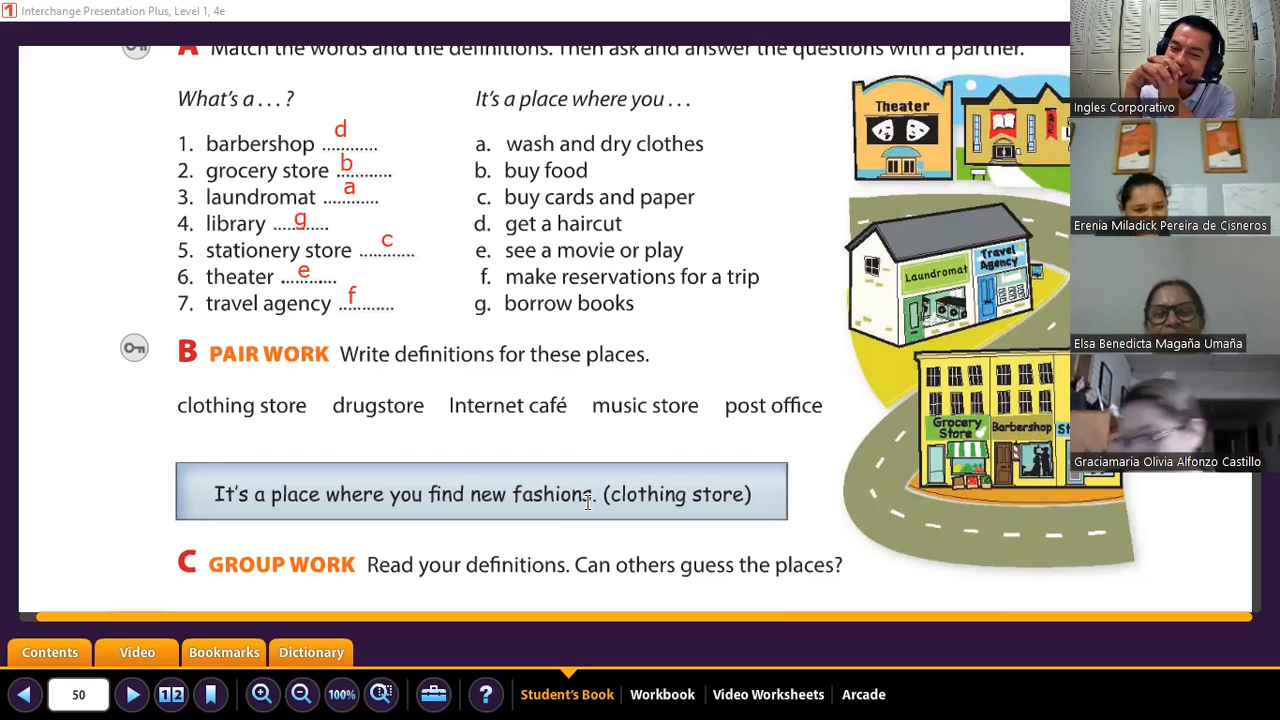 Interchange Presentation Plus, Level 1, 4e
A Match the words and the definitions. Then ask and answer the questions with a partner.
What's a . . . ?
It's a place where you . . .
1. barbershop ............ d
2. grocery store ............ b
3. laundromat ............ a
4. library ............ g
5. stationery store ............ c
6. theater ............ e
7. travel agency ............ f
a. wash and dry clothes
b. buy food
c. buy cards and paper
d. get a haircut
e. see a movie or play
f. make reservations for a trip
g. borrow books
B PAIR WORK Write definitions for these places.
clothing store drugstore Internet café music store post office
It's a place where you find new fashions. (clothing store)
C GROUP WORK Read your definitions. Can others guess the places?
Theater
Laundromat
Travel
Agency
Grocery
Store
Barbershop
St
Ingles Corporativo
Erenia Miladick Pereira de Cisneros
Elsa Benedicta Magaña Umaña
Graciamaria Olivia Alfonzo Castillo
Contents Video Bookmarks Dictionary
50 12 100% ? Student's Book Workbook Video Worksheets Arcade